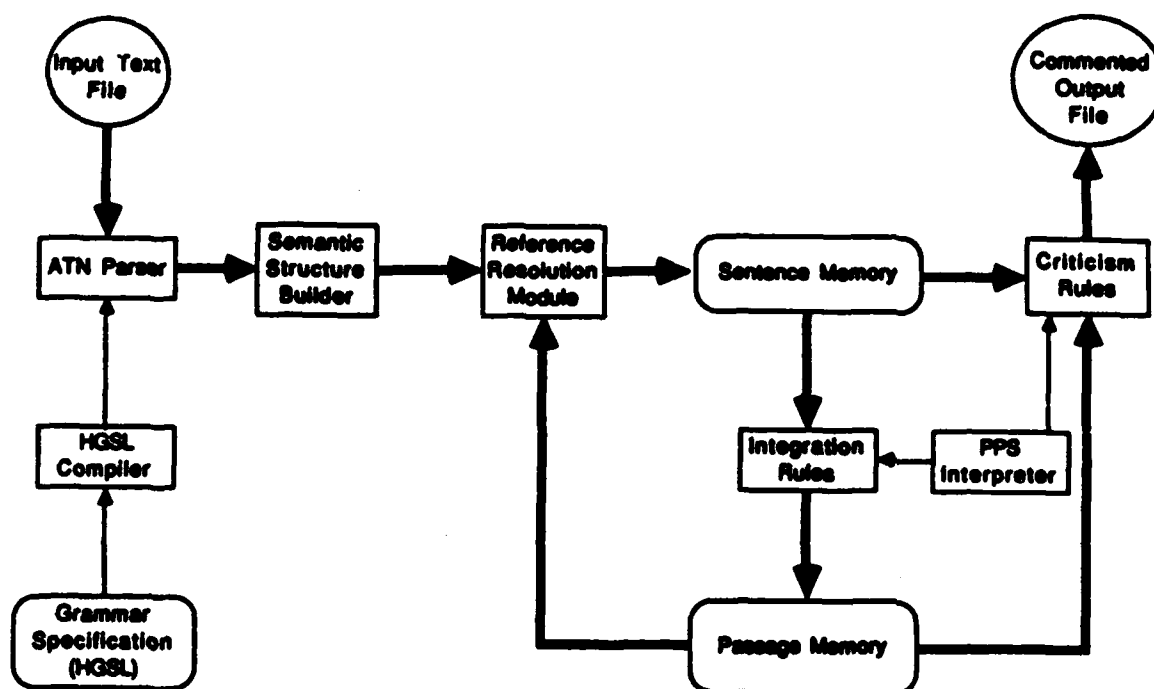 Input Text
File
Commented
Output
File
ATN Parser
Semantic
Structure
Builder
Reference
Resolution
Module
Sentence Memory
Criticism
Rules
HGSL
Compiler
Integration
Rules
PPS
Interpreter
Grammar
Specification
(HGSL)
Passage Memory